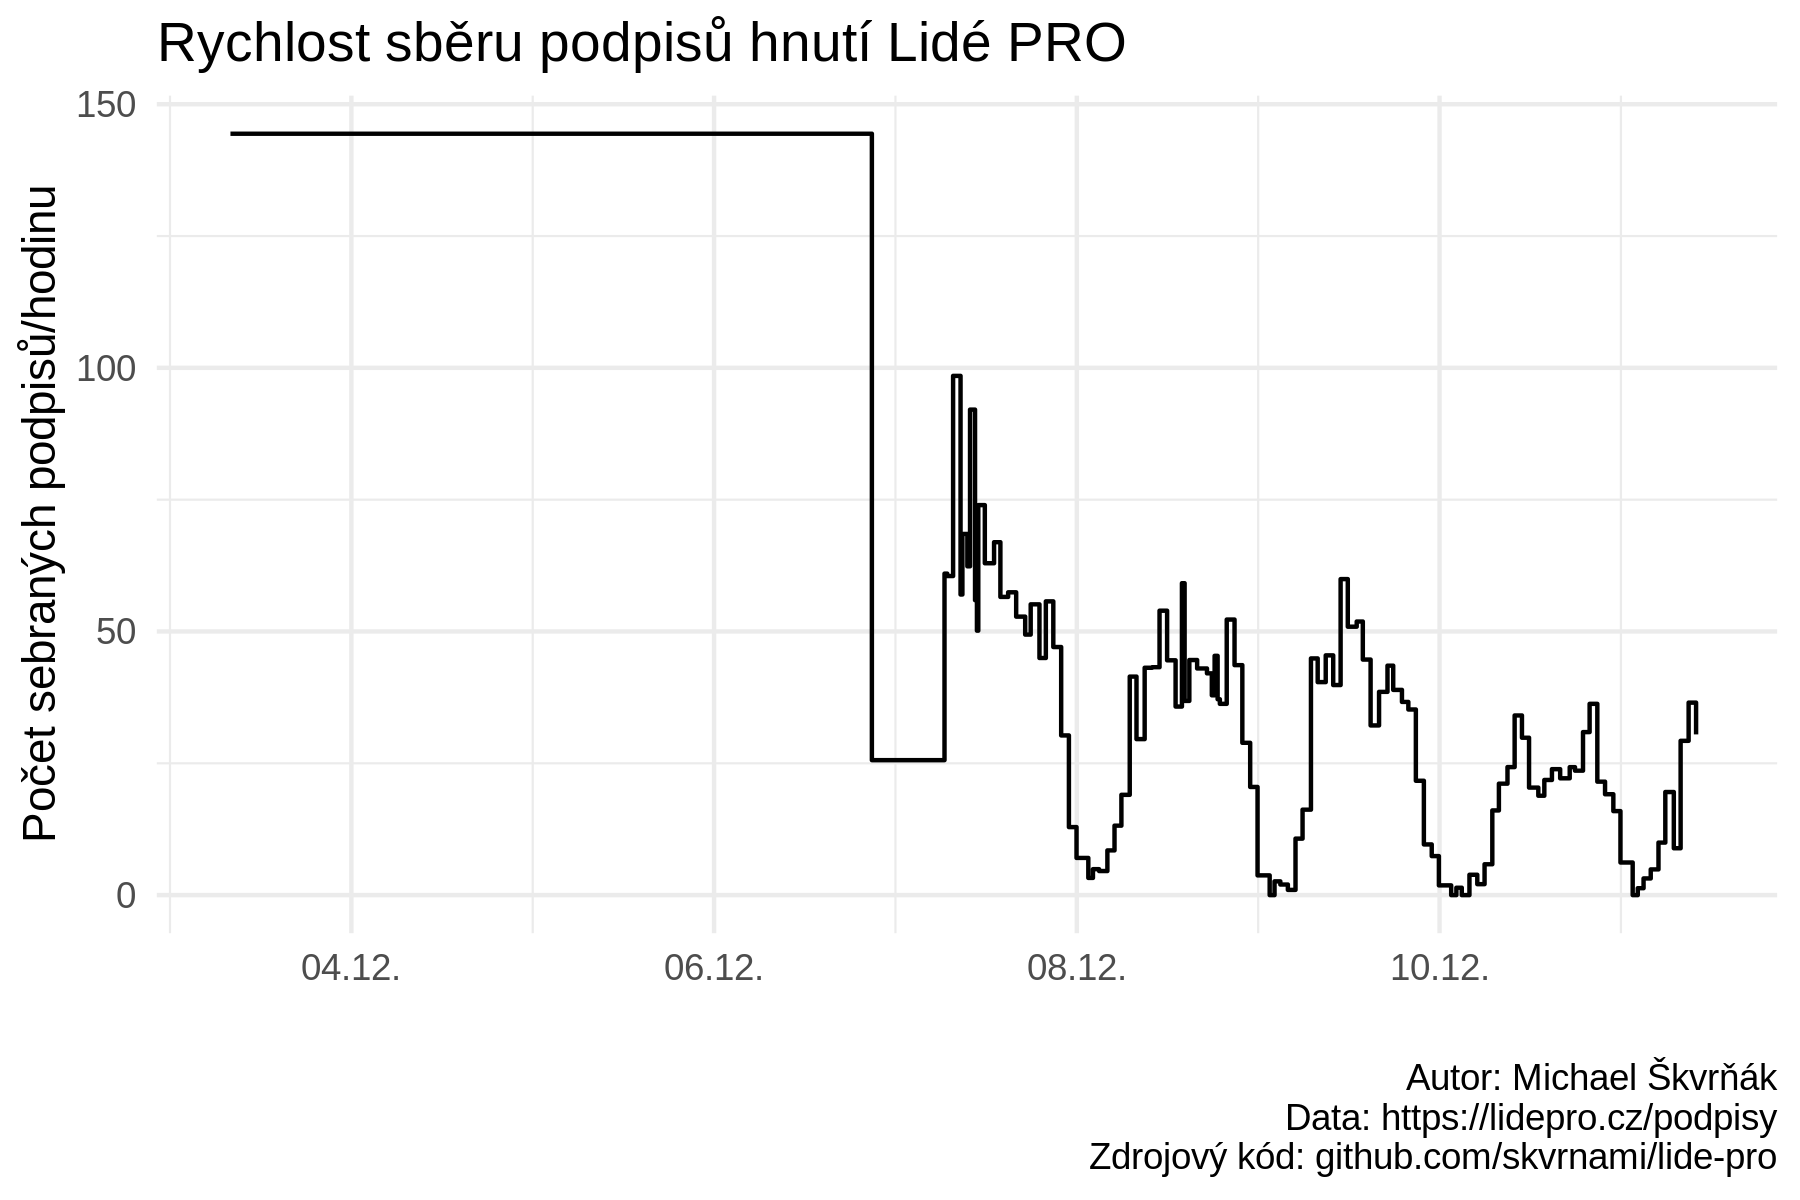 Rychlost sběru podpisů hnutí Lidé PRO
Počet sebraných podpisů/hodinu
150
100
50
0
04.12.
06.12.
08.12.
10.12.
Autor: Michael Škvrňák
Data: https://lidepro.cz/podpisy
Zdrojový kód: github.com/skvrnami/lide-pro